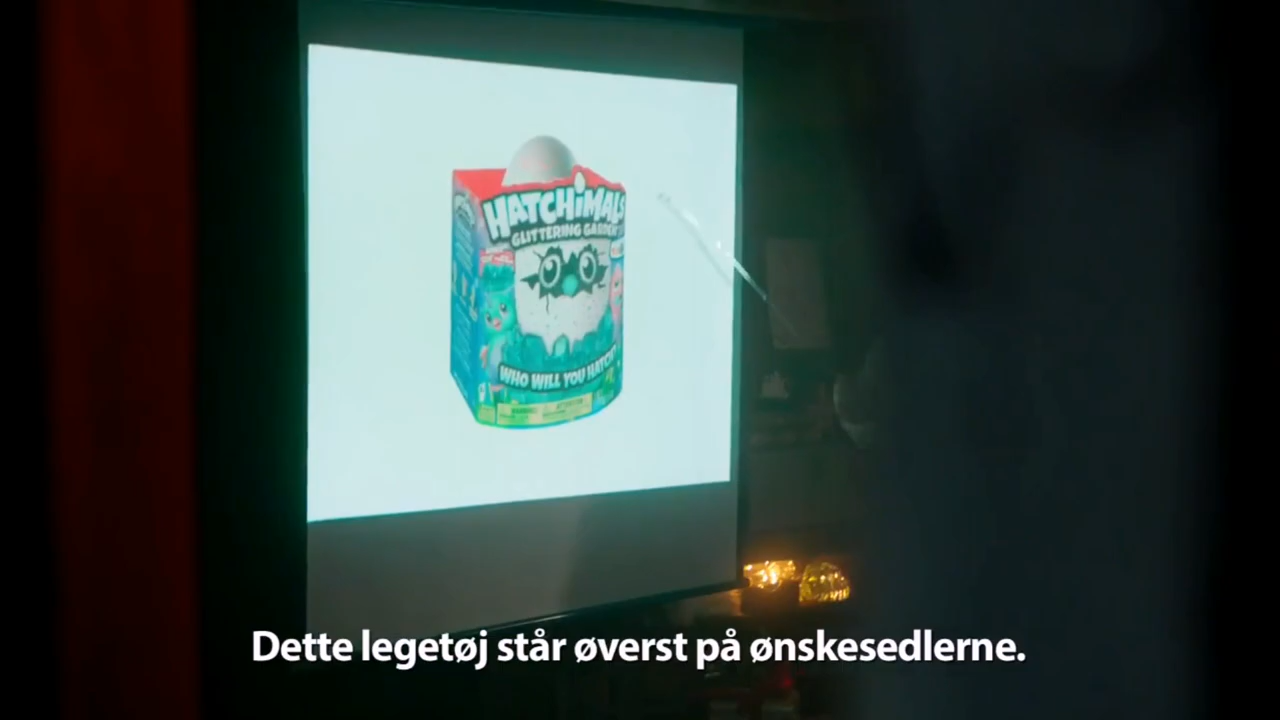 HATCHiMALS
GLITTERING GARDEN
WHO WILL YOU HATCH?
Dette legetøj står øverst på ønskesedlerne.